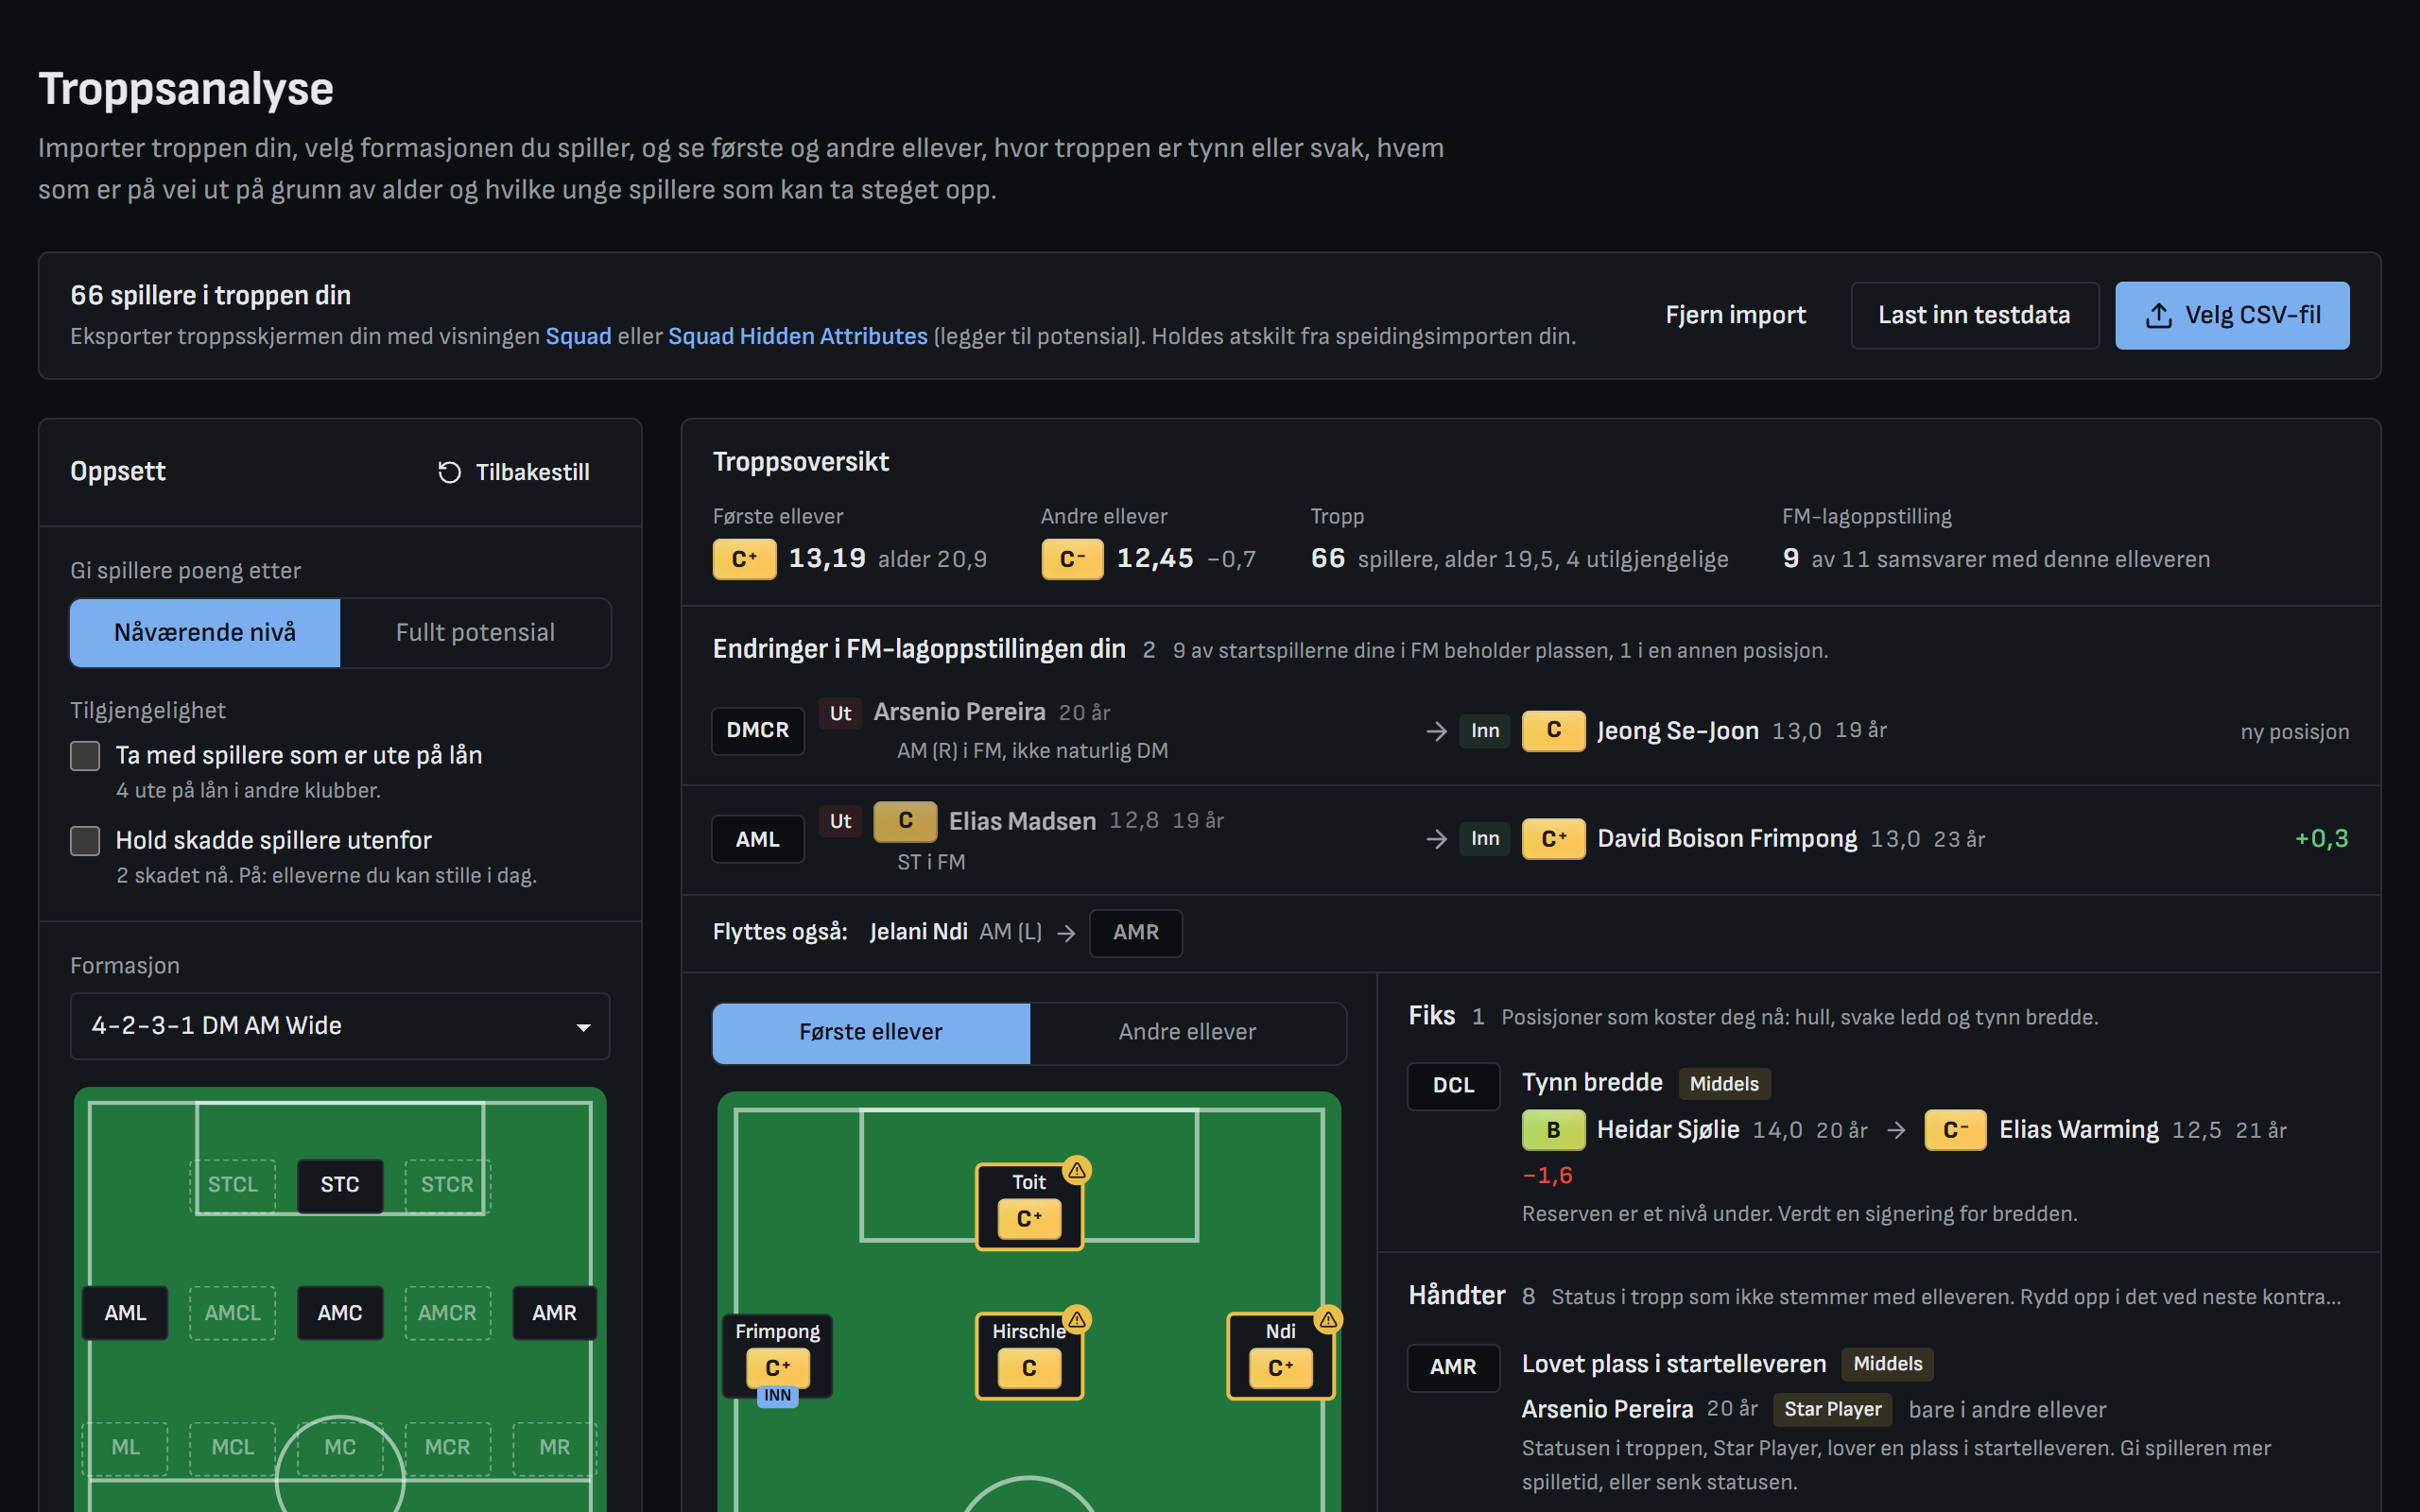 Troppsanalyse
Importer troppen din, velg formasjonen du spiller, og se første og andre ellever, hvor troppen er tynn eller svak, hvem
som er på vei ut på grunn av alder og hvilke unge spillere som kan ta steget opp.
66 spillere i troppen din
Eksporter troppsskjermen din med visningen Squad eller Squad Hidden Attributes (legger til potensial). Holdes atskilt fra speidingsimporten din.
Fjern import
Last inn testdata
Velg CSV-fil
Oppsett
Tilbakestill
Gi spillere poeng etter
Nåværende nivå
Fullt potensial
Tilgjengelighet
Ta med spillere som er ute på lån
4 ute på lån i andre klubber.
Hold skadde spillere utenfor
2 skadet nå. På: elleverne du kan stille i dag.
Formasjon
4-2-3-1 DM AM Wide
STCL STC STCR
AML AMCL AMC AMCR AMR
ML MCL MC MCR MR
Troppsoversikt
Første ellever
C+ 13,19 alder 20,9
Andre ellever
C- 12,45 −0,7
Tropp
66 spillere, alder 19,5, 4 utilgjengelige
FM-lagoppstilling
9 av 11 samsvarer med denne elleveren
Endringer i FM-lagoppstillingen din 2 9 av startspillerne dine i FM beholder plassen, 1 i en annen posisjon.
DMCR Ut Arsenio Pereira 20 år
AM (R) i FM, ikke naturlig DM
→ Inn C Jeong Se-Joon 13,0 19 år ny posisjon
AML Ut C Elias Madsen 12,8 19 år
ST i FM
→ Inn C+ David Boison Frimpong 13,0 23 år +0,3
Flyttes også: Jelani Ndi AM (L) → AMR
Første ellever
Andre ellever
Toit
C+
Frimpong
C+
INN
Hirschle
C
Ndi
C+
Fiks 1 Posisjoner som koster deg nå: hull, svake ledd og tynn bredde.
DCL Tynn bredde Middels
B Heidar Sjølie 14,0 20 år → C- Elias Warming 12,5 21 år
−1,6
Reserven er et nivå under. Verdt en signering for bredden.
Håndter 8 Status i tropp som ikke stemmer med elleveren. Rydd opp i det ved neste kontra...
AMR Lovet plass i startelleveren Middels
Arsenio Pereira 20 år Star Player bare i andre ellever
Statusen i troppen, Star Player, lover en plass i startelleveren. Gi spilleren mer
spilletid, eller senk statusen.